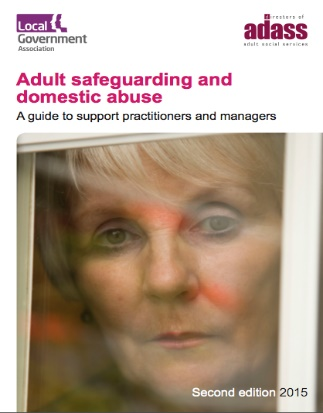 Local
Government
Association
directors of
adass
adult social services
Adult safeguarding and
domestic abuse
A guide to support practitioners and managers
Second edition 2015